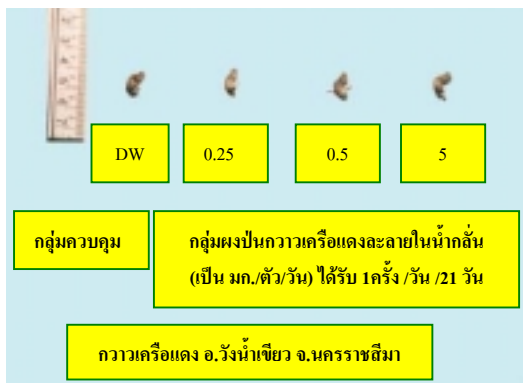 DW 0.25 0.5 5
กลุ่มควบคุม
กลุ่มผงป่นกวาวเครือแดงละลายในน้ำกลั่น
(เป็น มก./ตัว/วัน) ได้รับ 1ครั้ง /วัน /21 วัน
กวาวเครือแดง อ.วังน้ำเขียว จ.นครราชสีมา